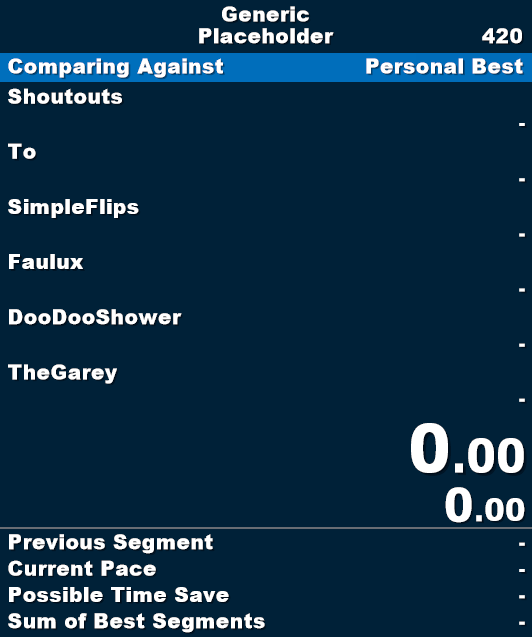 Generic
Placeholder 420
Comparing Against Personal Best
Shoutouts
-
To
-
SimpleFlips
-
Faulux
-
DooDooShower
-
TheGarey
-
0.00
0.00
Previous Segment -
Current Pace -
Possible Time Save -
Sum of Best Segments -